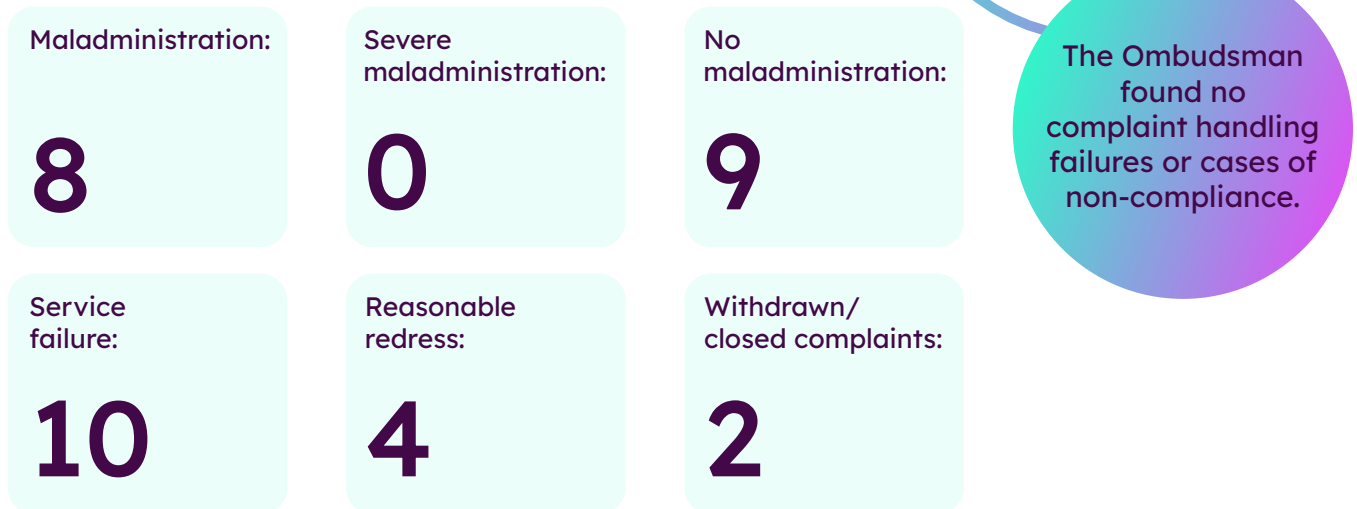 Maladministration:
8
Severe
maladministration:
0
No
maladministration:
9
The Ombudsman
found no
complaint handling
failures or cases of
non-compliance.
Service
failure:
10
Reasonable
redress:
4
Withdrawn/
closed complaints:
2